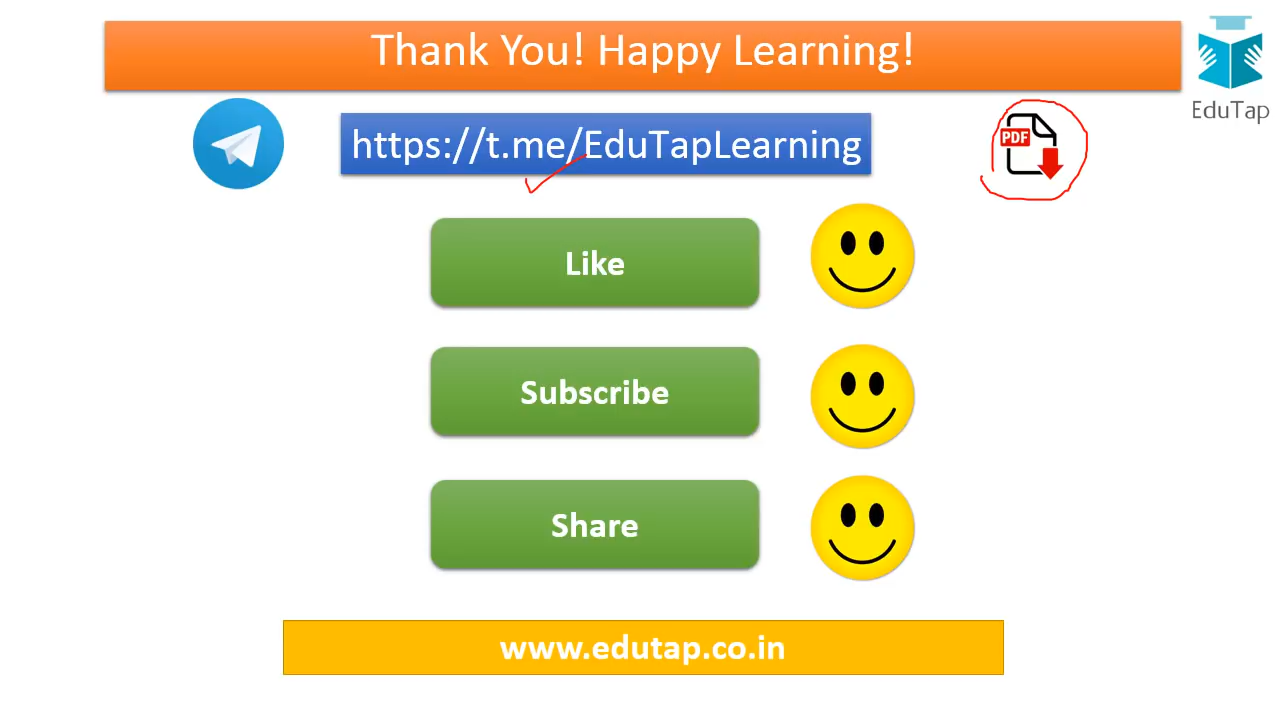 Thank You! Happy Learning!
EduTap
https://t.me/EduTapLearning
PDF
Like
Subscribe
Share
www.edutap.co.in